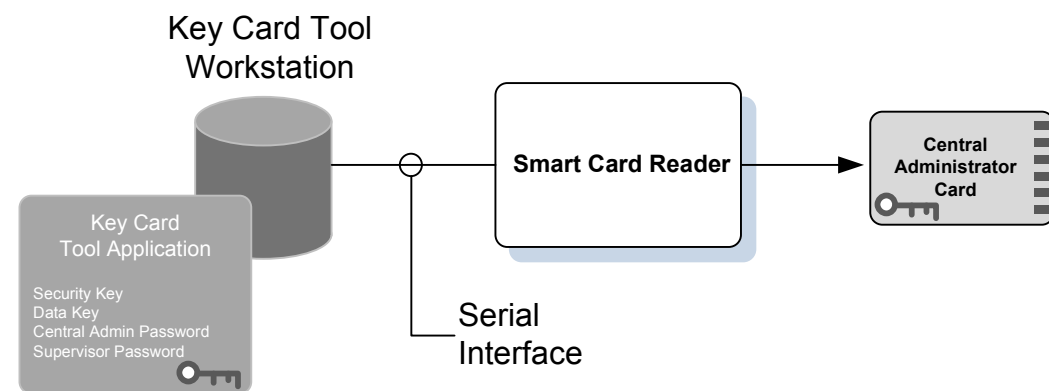 Key Card Tool
Workstation
Key Card
Tool Application
Security Key
Data Key
Central Admin Password
Supervisor Password
Smart Card Reader
Central
Administrator
Card
Serial
Interface